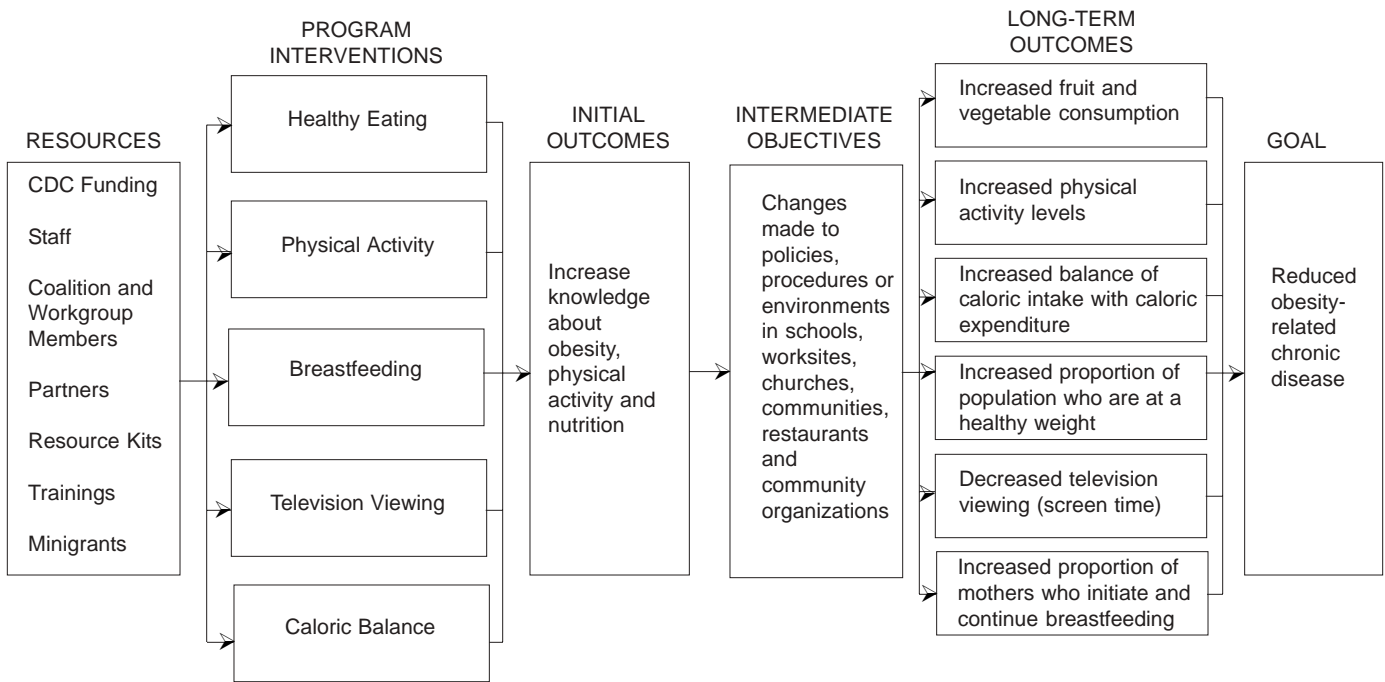 RESOURCES
CDC Funding
Staff
Coalition and
Workgroup
Members
Partners
Resource Kits
Trainings
Minigrants
PROGRAM
INTERVENTIONS
Healthy Eating
Physical Activity
Breastfeeding
Television Viewing
Caloric Balance
INITIAL
OUTCOMES
Increase
knowledge
about
obesity,
physical
activity and
nutrition
INTERMEDIATE
OBJECTIVES
Changes
made to
policies,
procedures or
environments
in schools,
worksites,
churches,
communities,
restaurants
and
community
organizations
LONG-TERM
OUTCOMES
Increased fruit and
vegetable consumption
Increased physical
activity levels
Increased balance of
caloric intake with caloric
expenditure
Increased proportion of
population who are at a
healthy weight
Decreased television
viewing (screen time)
Increased proportion of
mothers who initiate and
continue breastfeeding
GOAL
Reduced
obesity-
related
chronic
disease